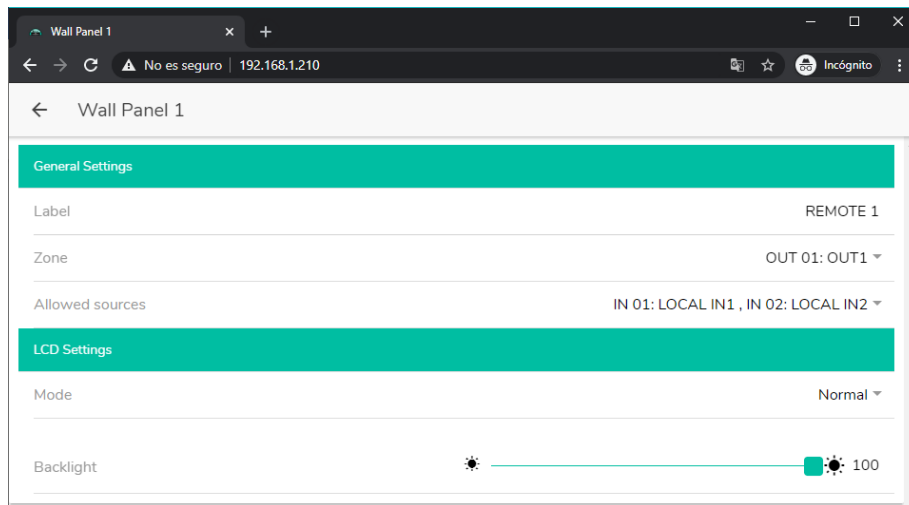 Wall Panel 1
No es seguro | 192.168.1.210 Incógnito
Wall Panel 1
General Settings
Label REMOTE 1
Zone OUT 01: OUT1
Allowed sources IN 01: LOCAL IN1 , IN 02: LOCAL IN2
LCD Settings
Mode Normal
Backlight 100